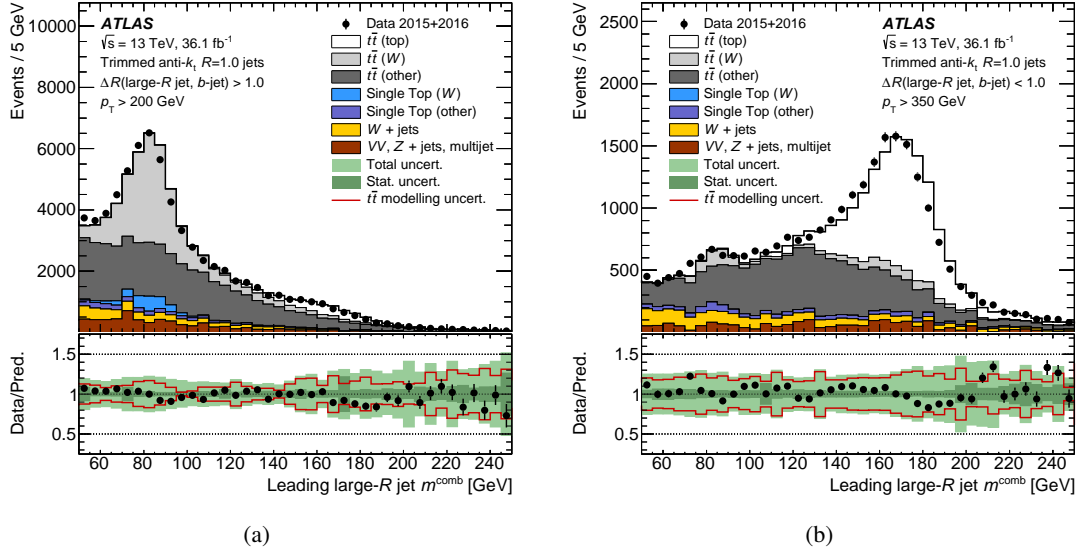 Events / 5 GeV
10000
8000
6000
4000
2000
ATLAS
√s = 13 TeV, 36.1 fb⁻¹
Trimmed anti-kₜ R=1.0 jets
ΔR(large-R jet, b-jet) > 1.0
p_T > 200 GeV
Data 2015+2016
tt̄ (top)
tt̄ (W)
tt̄ (other)
Single Top (W)
Single Top (other)
W + jets
VV, Z + jets, multijet
Total uncert.
Stat. uncert.
tt̄ modelling uncert.
Data/Pred.
1.5
1
0.5
60 80 100 120 140 160 180 200 220 240
Leading large-R jet m^comb [GeV]
(a)
Events / 5 GeV
2500
2000
1500
1000
500
Data 2015+2016
tt̄ (top)
tt̄ (W)
tt̄ (other)
Single Top (W)
Single Top (other)
W + jets
VV, Z + jets, multijet
Total uncert.
Stat. uncert.
tt̄ modelling uncert.
ATLAS
√s = 13 TeV, 36.1 fb⁻¹
Trimmed anti-kₜ R=1.0 jets
ΔR(large-R jet, b-jet) < 1.0
p_T > 350 GeV
Data/Pred.
1.5
1
0.5
60 80 100 120 140 160 180 200 220 240
Leading large-R jet m^comb [GeV]
(b)